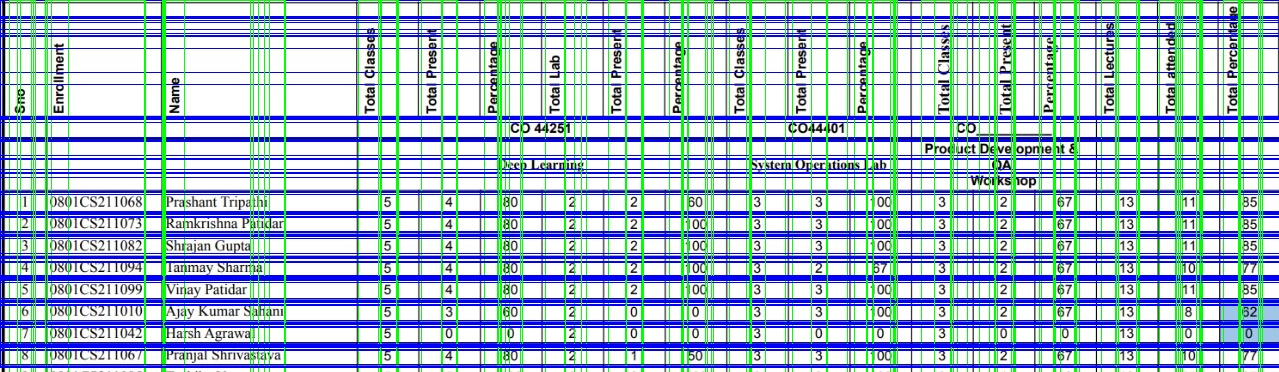 Sno Enrollment Name Total Classes Total Present Percentage Total Lab Total Present Percentage Total Classes Total Present Percentage Total Classes Total Present Percentage Total Lectures Total attended Total Percentage
CO 44251 CO44401 CO__________
Deep Learning System Operations Lab Product Development & QA Workshop
1 0801CS211068 Prashant Tripathi 5 4 80 2 2 60 3 3 100 3 2 67 13 11 85
2 0801CS211073 Ramkrishna Patidar 5 4 80 2 2 100 3 3 100 3 2 67 13 11 85
3 0801CS211082 Shrajan Gupta 5 4 80 2 2 100 3 3 100 3 2 67 13 11 85
4 0801CS211094 Tanmay Sharma 5 4 80 2 2 100 3 2 67 3 2 67 13 10 77
5 0801CS211099 Vinay Patidar 5 4 80 2 2 100 3 3 100 3 2 67 13 11 85
6 0801CS211010 Ajay Kumar Sahani 5 3 60 2 0 0 3 3 100 3 2 67 13 8 62
7 0801CS211042 Harsh Agrawal 5 0 0 2 0 0 3 0 0 3 0 0 13 0 0
8 0801CS211067 Pranjal Shrivastava 5 4 80 2 1 50 3 3 100 3 2 67 13 10 77